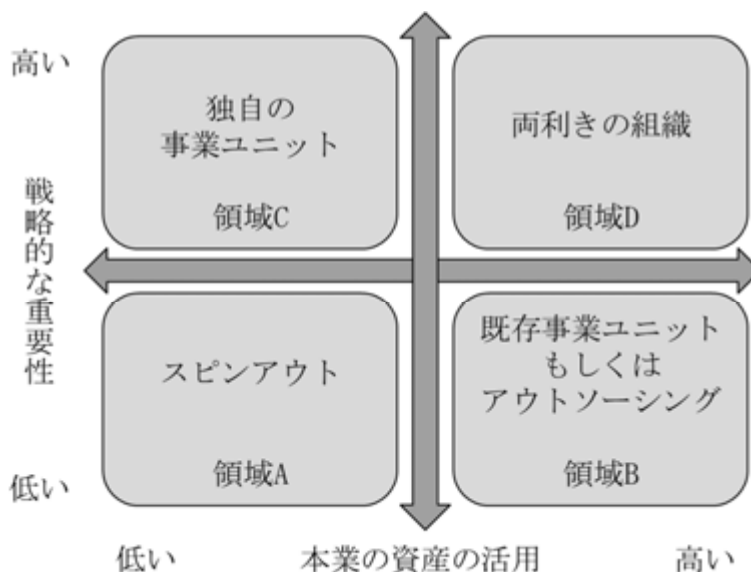 高い
独自の
事業ユニット
領域C
両利きの組織
領域D
戦略的な重要性
スピンアウト
領域A
既存事業ユニット
もしくは
アウトソーシング
領域B
低い
低い
本業の資産の活用
高い